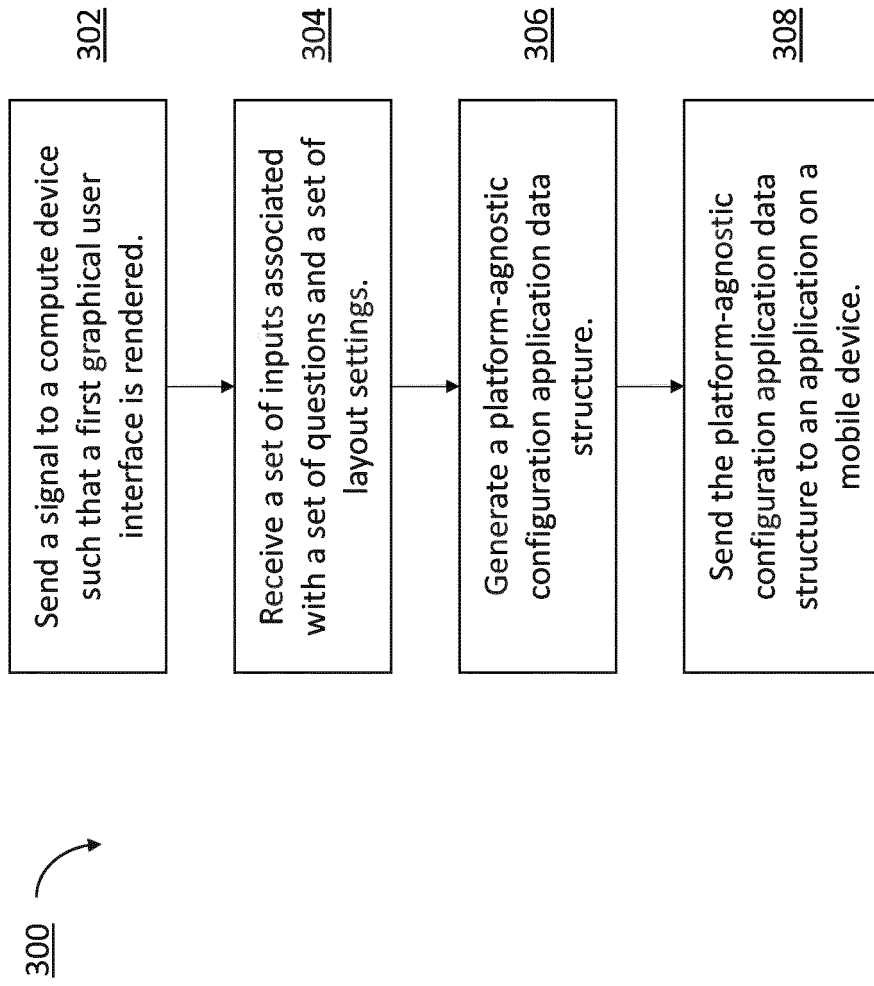 300
Send a signal to a compute device
such that a first graphical user
interface is rendered.
302
Receive a set of inputs associated
with a set of questions and a set of
layout settings.
304
Generate a platform-agnostic
configuration application data
structure.
306
Send the platform-agnostic
configuration application data
structure to an application on a
mobile device.
308